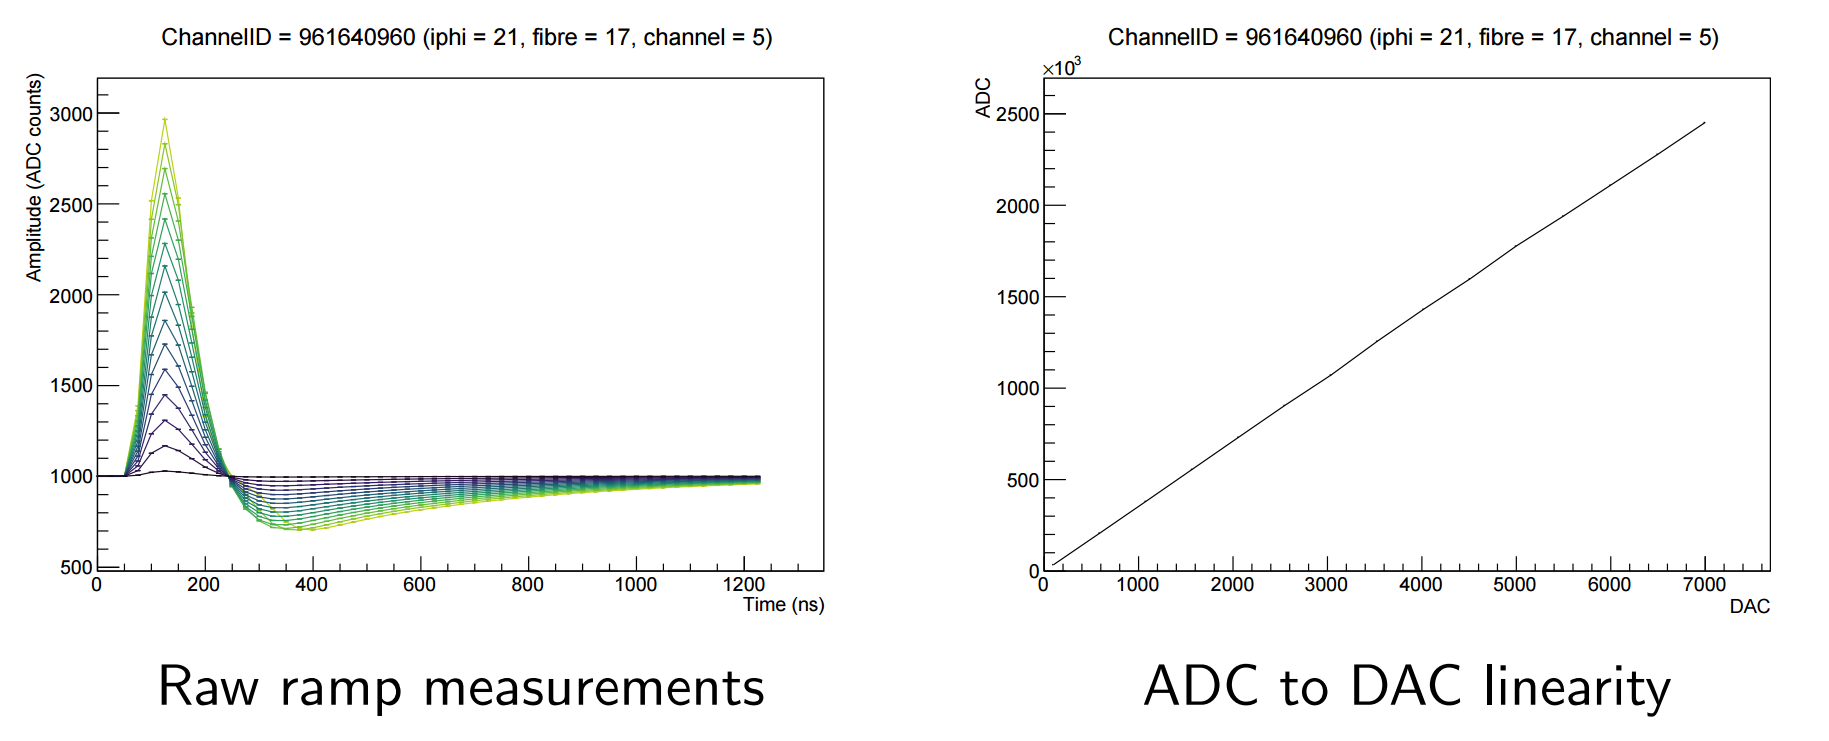 ChannelID = 961640960 (iphi = 21, fibre = 17, channel = 5)
Amplitude (ADC counts)
3000
2500
2000
1500
1000
500
0 200 400 600 800 1000 1200
Time (ns)
Raw ramp measurements
ChannelID = 961640960 (iphi = 21, fibre = 17, channel = 5)
×10³
ADC
2500
2000
1500
1000
500
0
0 1000 2000 3000 4000 5000 6000 7000
DAC
ADC to DAC linearity